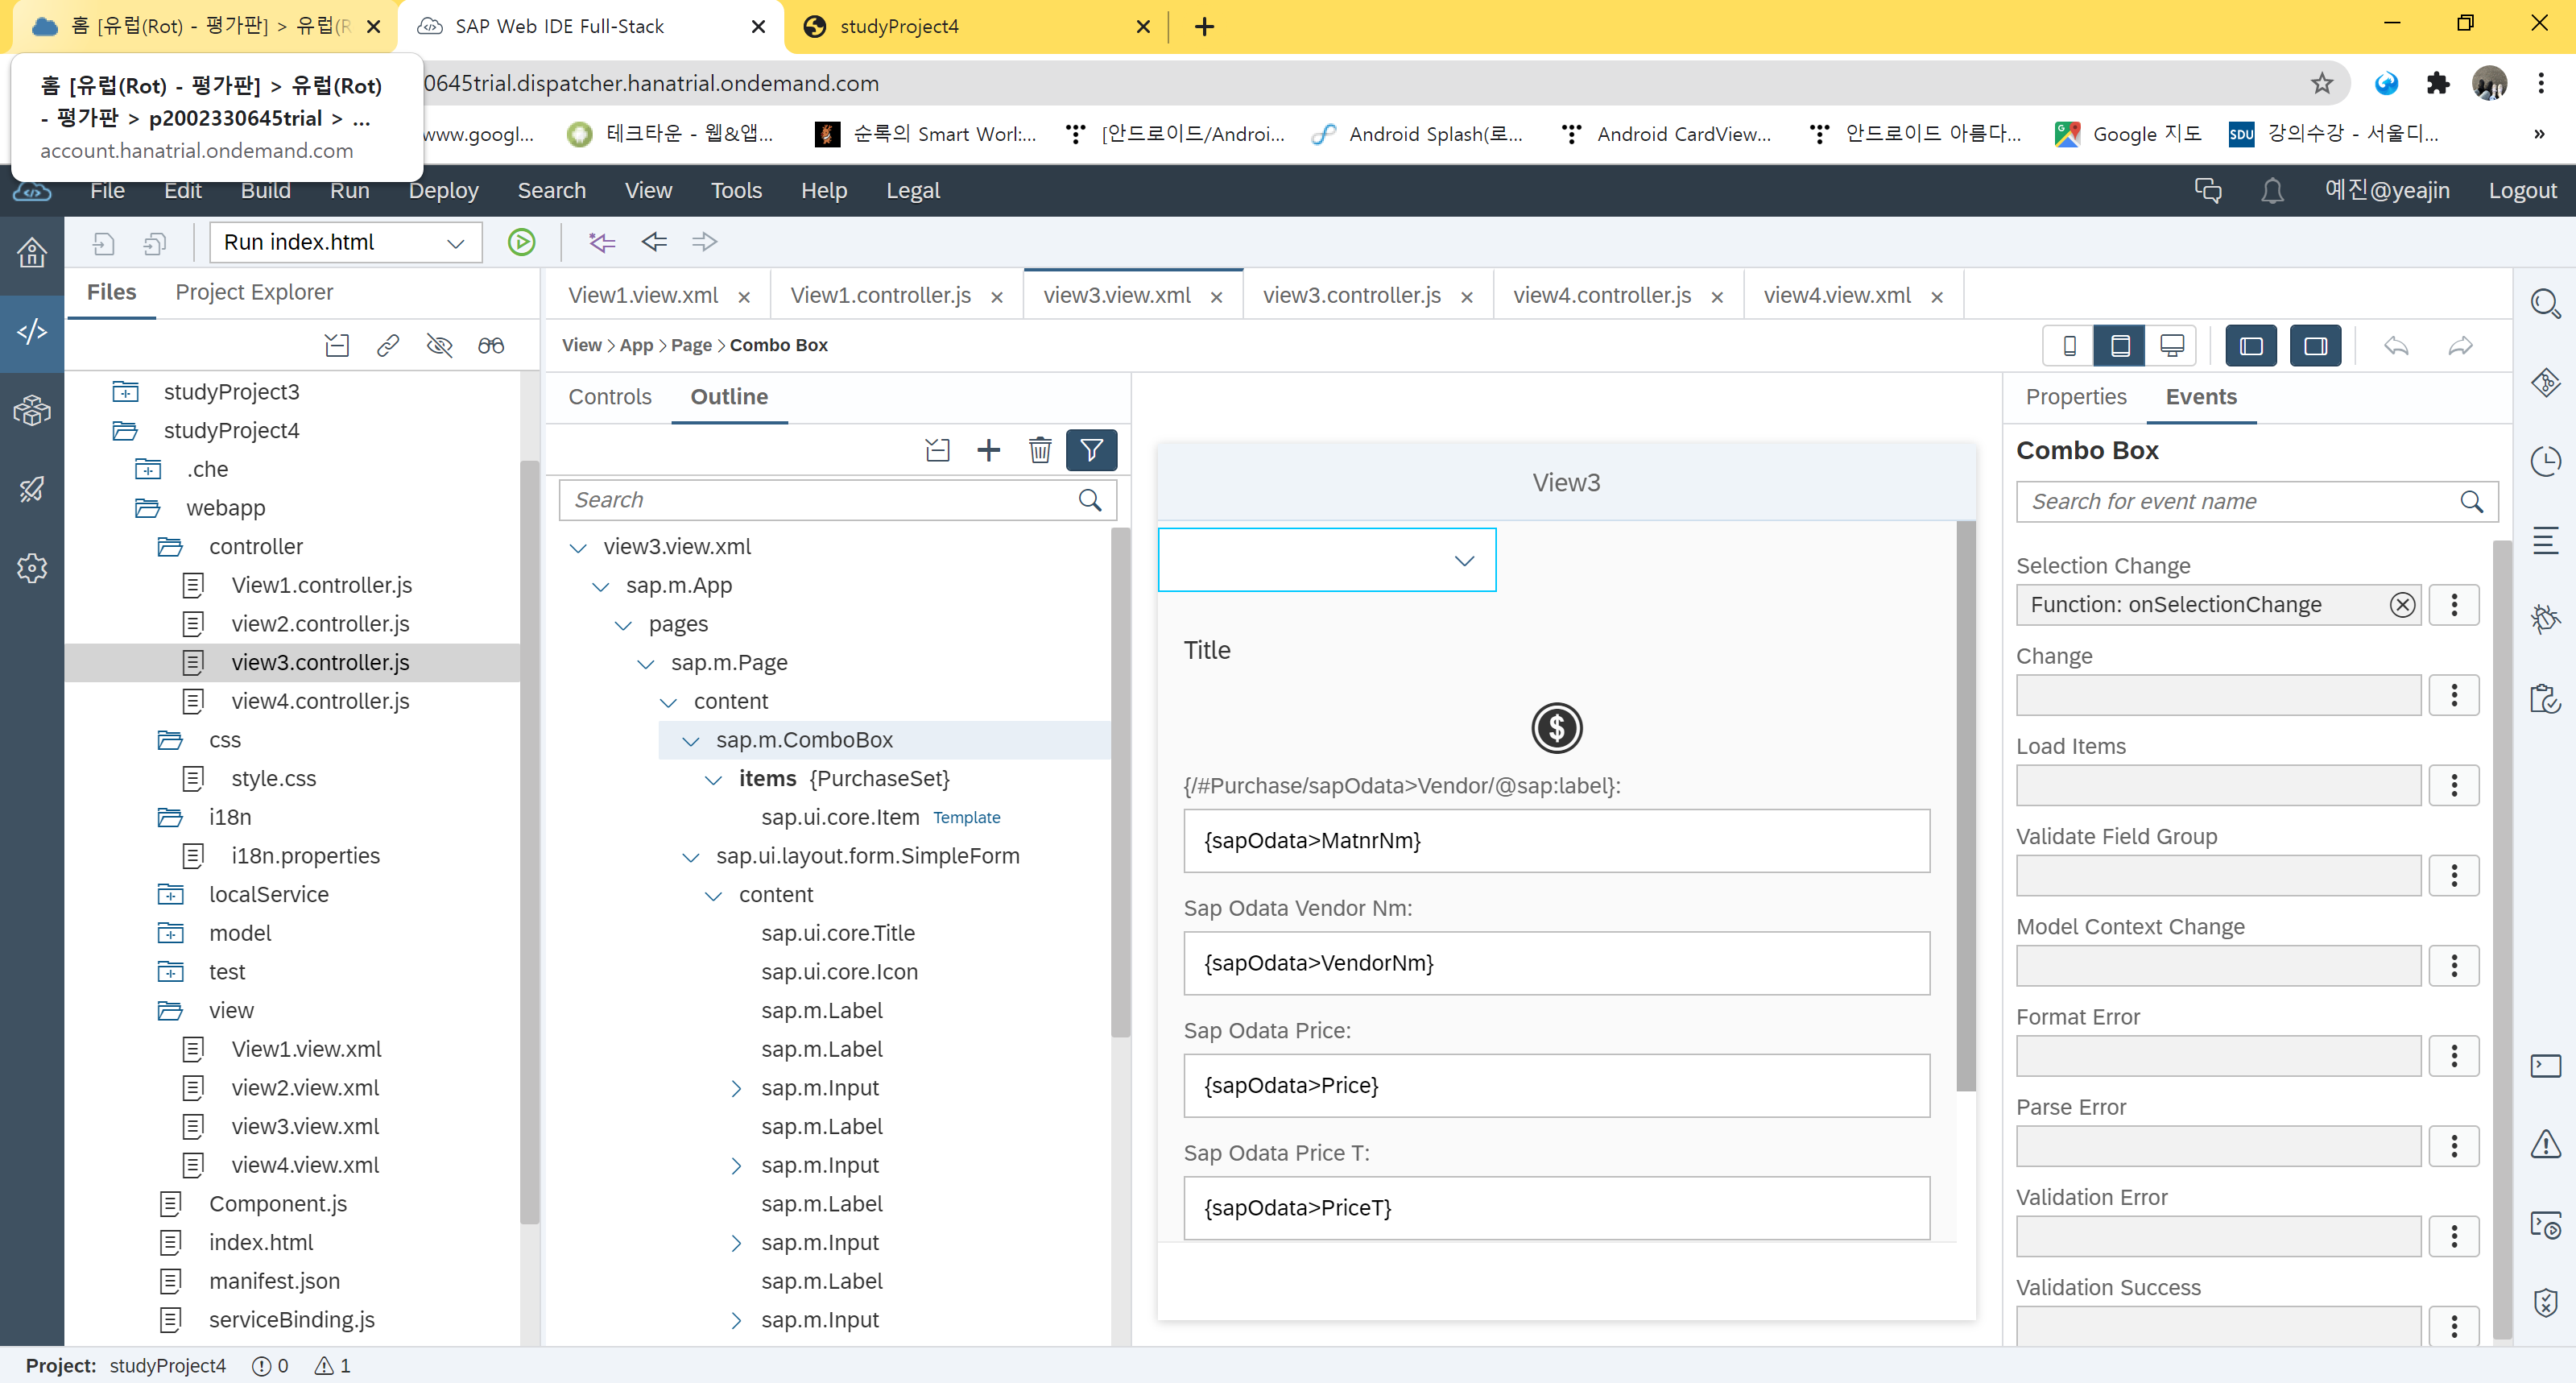 홈 [유럽(Rot) - 평가판] > 유럽(R
SAP Web IDE Full-Stack
studyProject4
홈 [유럽(Rot) - 평가판] > 유럽(Rot)
- 평가판 > p2002330645trial > ...
account.hanatrial.ondemand.com
0645trial.dispatcher.hanatrial.ondemand.com
www.googl...
테크타운 - 웹&앱...
순록의 Smart Worl:...
[안드로이드/Androi...
Android Splash(로...
Android CardView...
안드로이드 아름다...
Google 지도
SDU
강의수강 - 서울디...
»
File Edit Build Run Deploy Search View Tools Help Legal
예진@yeajin
Logout
Run index.html
Files
Project Explorer
View1.view.xml
View1.controller.js
view3.view.xml
view3.controller.js
view4.controller.js
view4.view.xml
View > App > Page > Combo Box
studyProject3
studyProject4
.che
webapp
controller
View1.controller.js
view2.controller.js
view3.controller.js
view4.controller.js
css
style.css
i18n
i18n.properties
localService
model
test
view
View1.view.xml
view2.view.xml
view3.view.xml
view4.view.xml
Component.js
index.html
manifest.json
serviceBinding.js
Controls
Outline
Search
view3.view.xml
sap.m.App
pages
sap.m.Page
content
sap.m.ComboBox
items {PurchaseSet}
sap.ui.core.Item Template
sap.ui.layout.form.SimpleForm
content
sap.ui.core.Title
sap.ui.core.Icon
sap.m.Label
sap.m.Label
sap.m.Input
sap.m.Label
sap.m.Input
sap.m.Label
sap.m.Input
sap.m.Label
sap.m.Input
View3
Title
$
{/#Purchase/sapOdata>Vendor/@sap:label}:
{sapOdata>MatnrNm}
Sap Odata Vendor Nm:
{sapOdata>VendorNm}
Sap Odata Price:
{sapOdata>Price}
Sap Odata Price T:
{sapOdata>PriceT}
Properties
Events
Combo Box
Search for event name
Selection Change
Function: onSelectionChange
Change
Load Items
Validate Field Group
Model Context Change
Format Error
Parse Error
Validation Error
Validation Success
Project: studyProject4
0
1